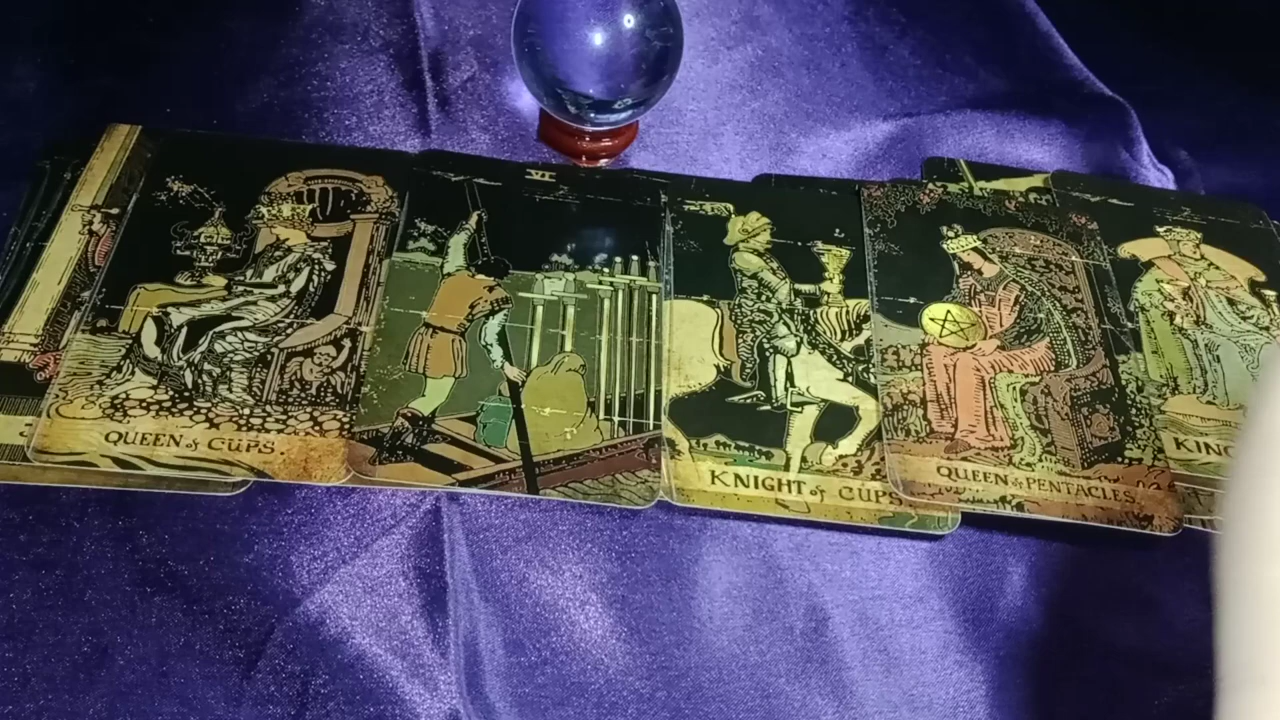 VI
QUEEN of CUPS.
KNIGHT of CUPS
QUEEN of PENTACLES
KING